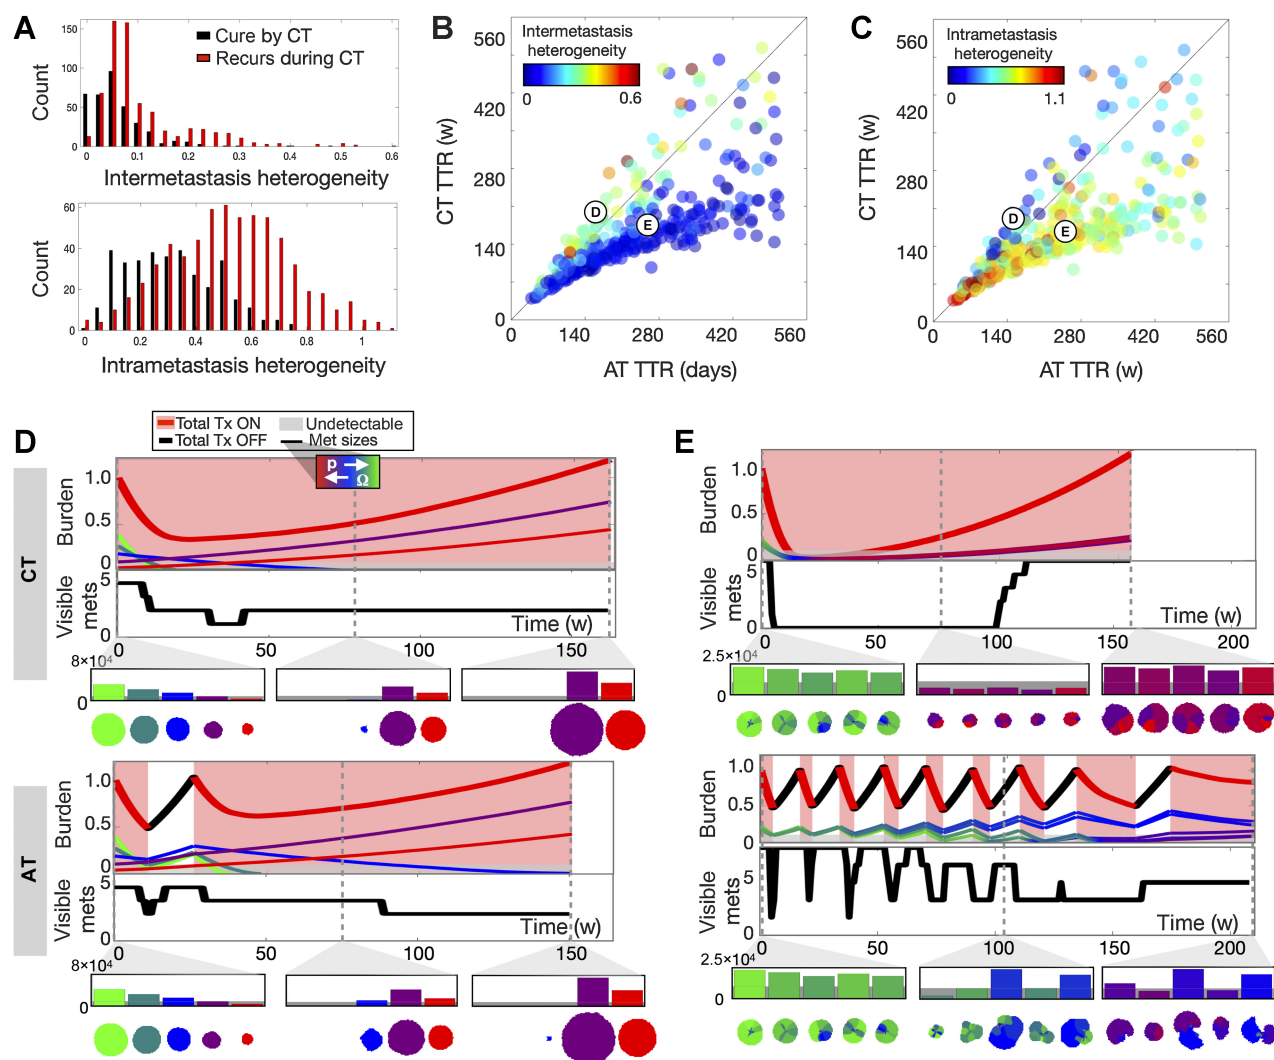 A
Count
150
100
50
0
Cure by CT
Recurs during CT
0 0.1 0.2 0.3 0.4 0.5 0.6
Intermetastasis heterogeneity
Count
60
40
20
0
0 0.2 0.4 0.6 0.8 1
Intrametastasis heterogeneity
B
CT TTR (w)
560
420
280
140
0
Intermetastasis
heterogeneity
0 0.6
D
E
0 140 280 420 560
AT TTR (days)
C
CT TTR (w)
560
420
280
140
0
Intrametastasis
heterogeneity
0 1.1
D
E
0 140 280 420 560
AT TTR (w)
D
Total Tx ON
Total Tx OFF
Undetectable
Met sizes
p
Ω
CT
Burden
1.0
0.5
0
Visible
mets
5
0
Time (w)
0 50 100 150
8×10⁴
0
AT
Burden
1.0
0.5
0
Visible
mets
5
0
Time (w)
0 50 100 150
8×10⁴
0
E
Burden
1.0
0.5
0
Visible
mets
5
0
Time (w)
0 50 100 150 200
2.5×10⁴
0
Burden
1.0
0.5
0
Visible
mets
5
0
Time (w)
0 50 100 150 200
2.5×10⁴
0